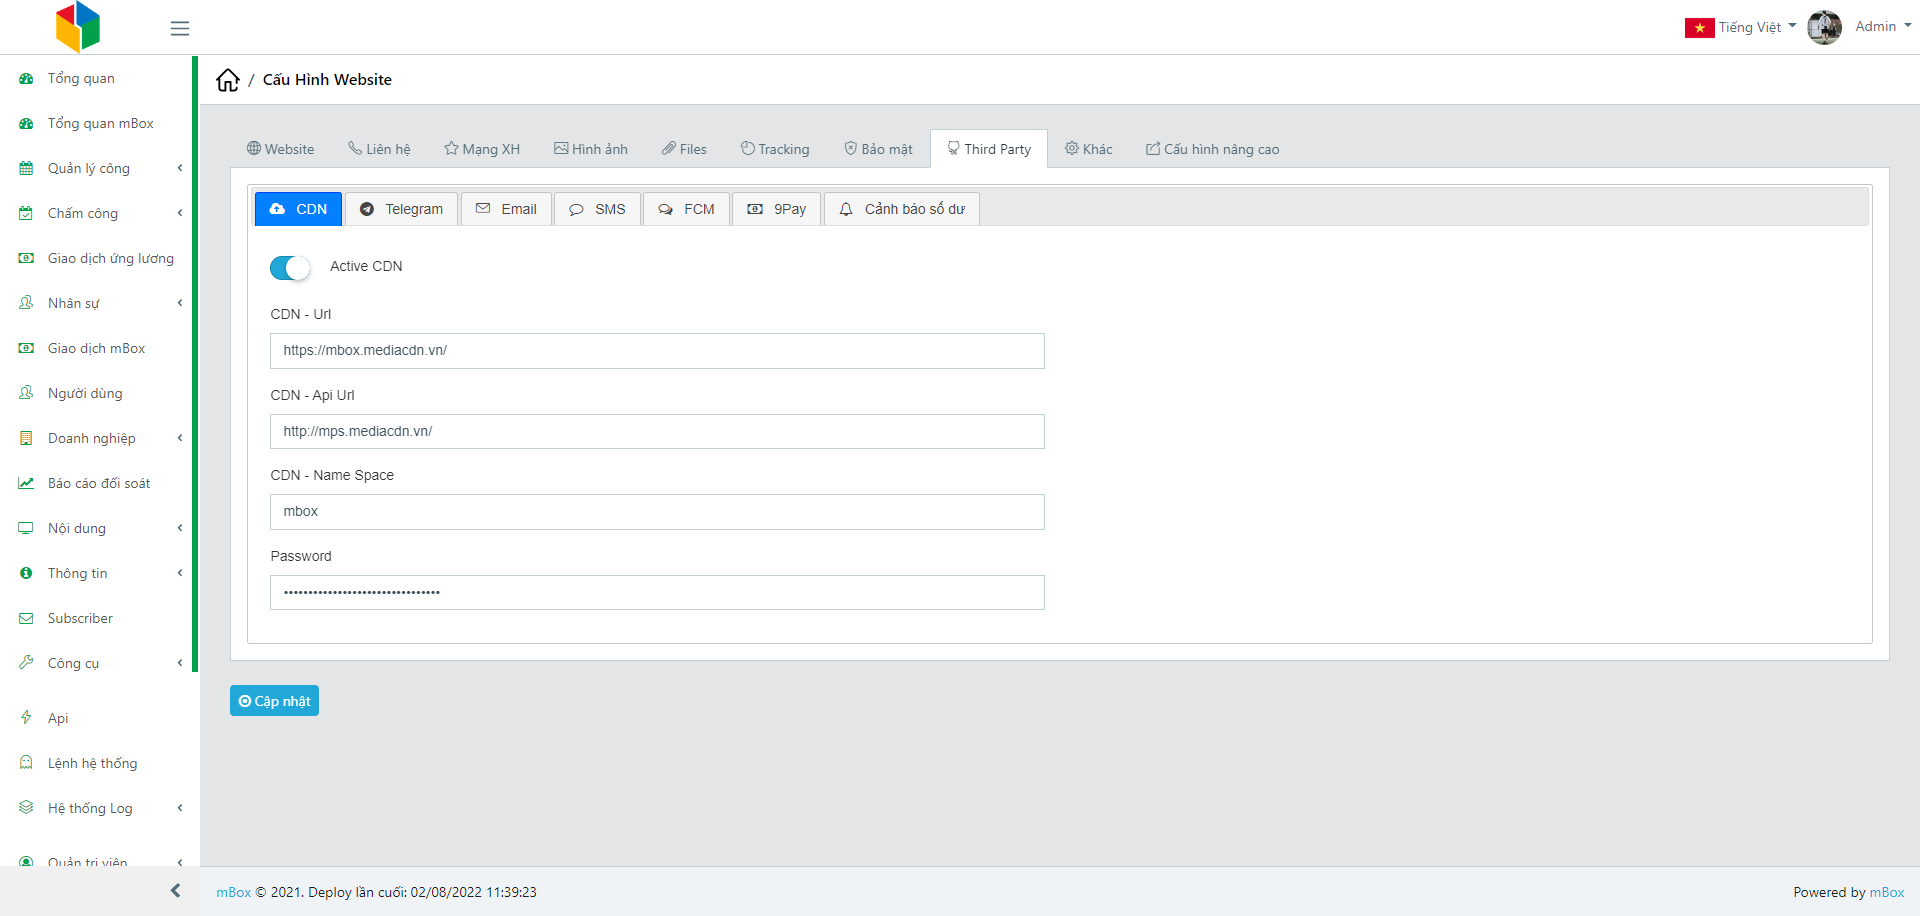 Tiếng Việt
Admin
Tổng quan
Tổng quan mBox
Quản lý công
Chấm công
Giao dịch ứng lương
Nhân sự
Giao dịch mBox
Người dùng
Doanh nghiệp
Báo cáo đối soát
Nội dung
Thông tin
Subscriber
Công cụ
Api
Lệnh hệ thống
Hệ thống Log
Quản trị viên
/ Cấu Hình Website
Website Liên hệ Mạng XH Hình ảnh Files Tracking Bảo mật Third Party Khác Cấu hình nâng cao
CDN Telegram Email SMS FCM 9Pay Cảnh báo số dư
Active CDN
CDN - Url
https://mbox.mediacdn.vn/
CDN - Api Url
http://mps.mediacdn.vn/
CDN - Name Space
mbox
Password
••••••••••••••••••••••••••••••••
Cập nhật
mBox © 2021. Deploy lần cuối: 02/08/2022 11:39:23
Powered by mBox